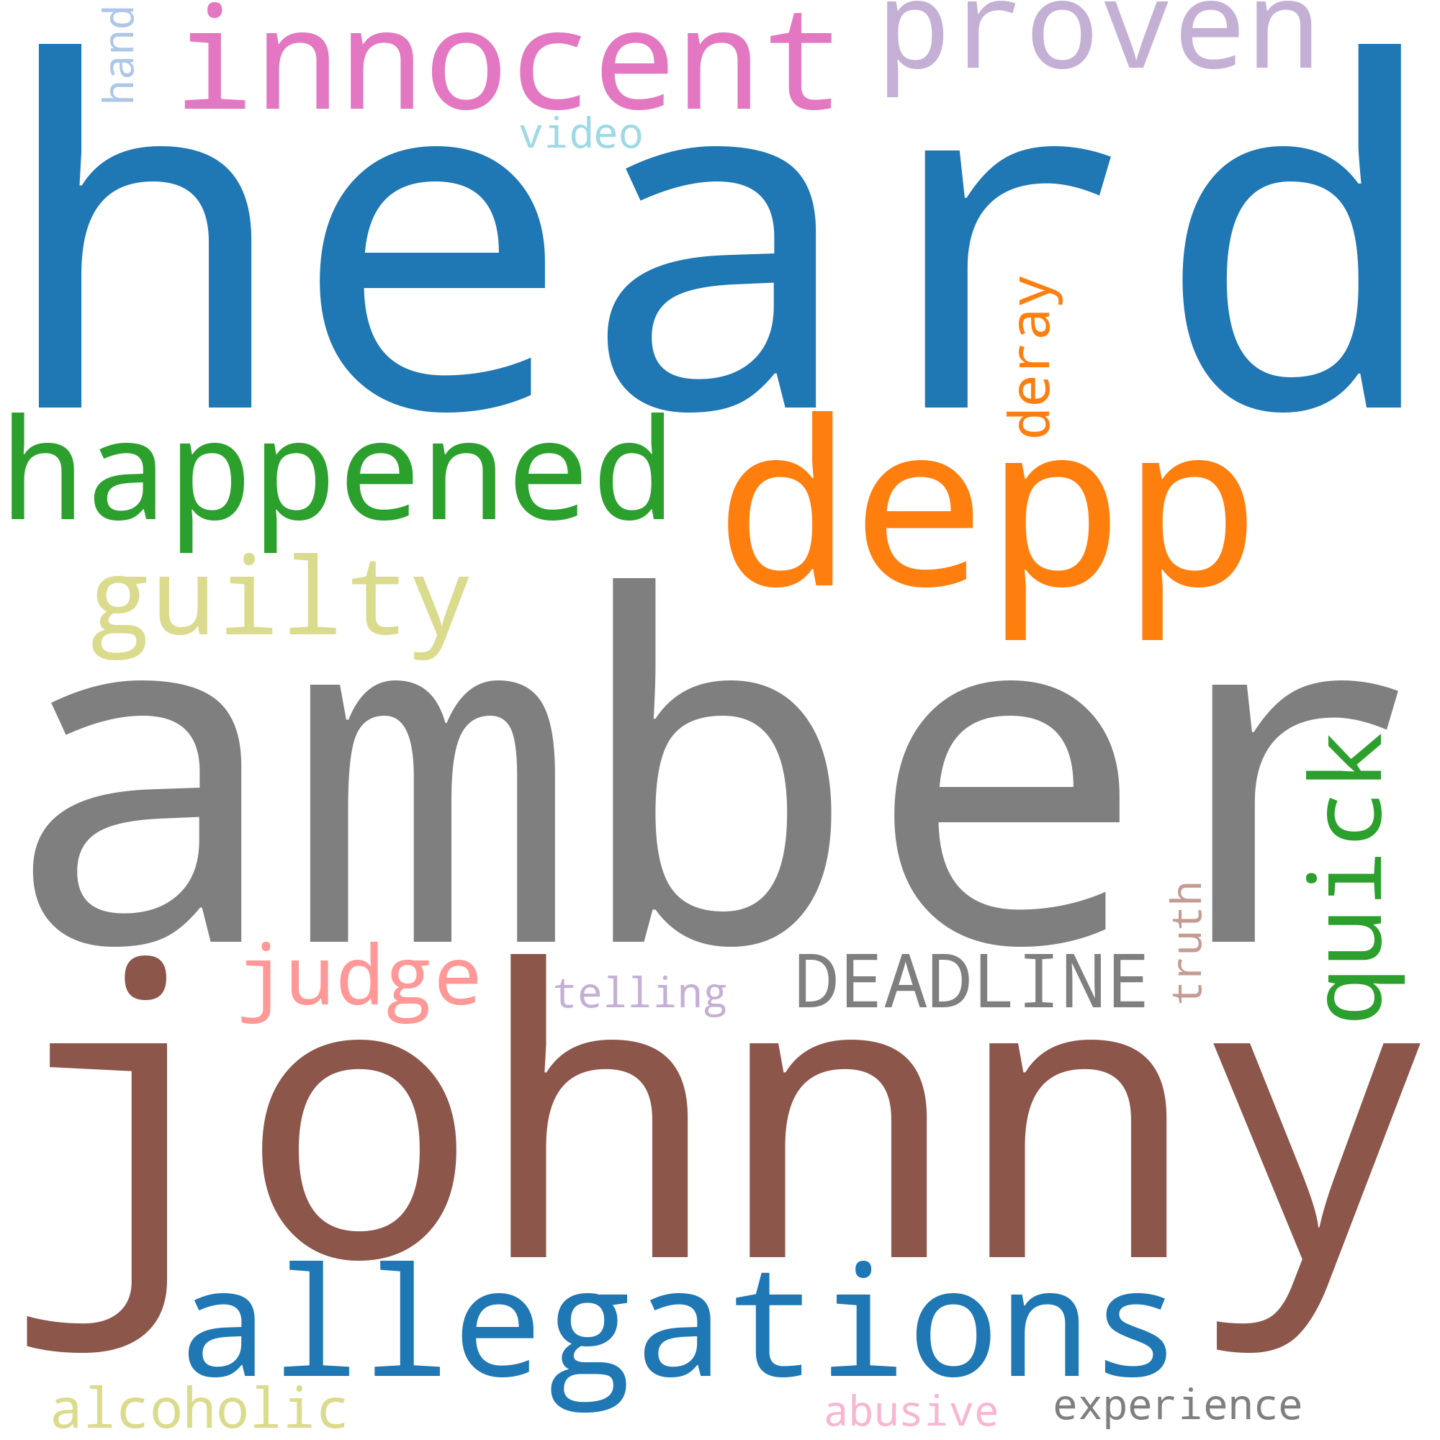 hand
innocent
proven
video
heard
deray
happened
depp
guilty
amber
quick
truth
judge
telling
DEADLINE
johnny
allegations
alcoholic
abusive
experience